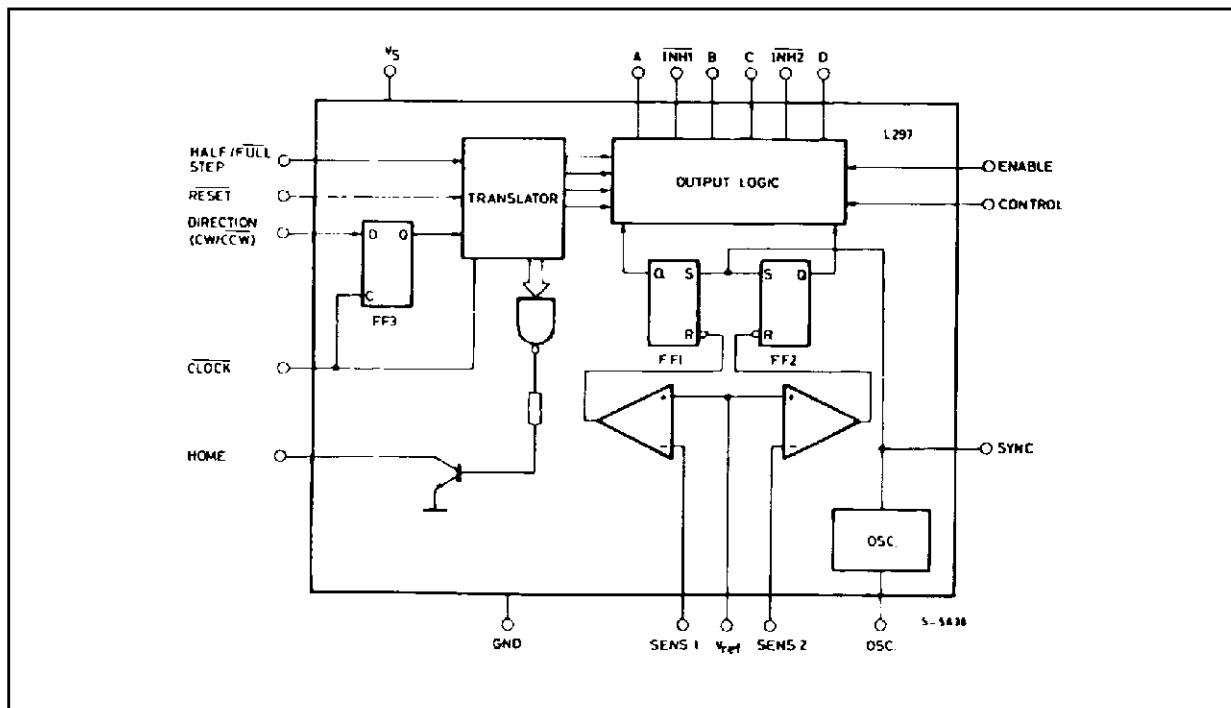 VS
A INH1 B C INH2 D
L297
HALF/FULL
STEP
RESET
DIRECTION
(CW/CCW)
CLOCK
HOME
TRANSLATOR
OUTPUT LOGIC
ENABLE
CONTROL
D Q
C
FF3
Q S
R
FF1
S Q
R
FF2
+
−
+
−
SYNC
OSC.
GND
SENS 1
Vref
SENS 2
OSC.
S-5838